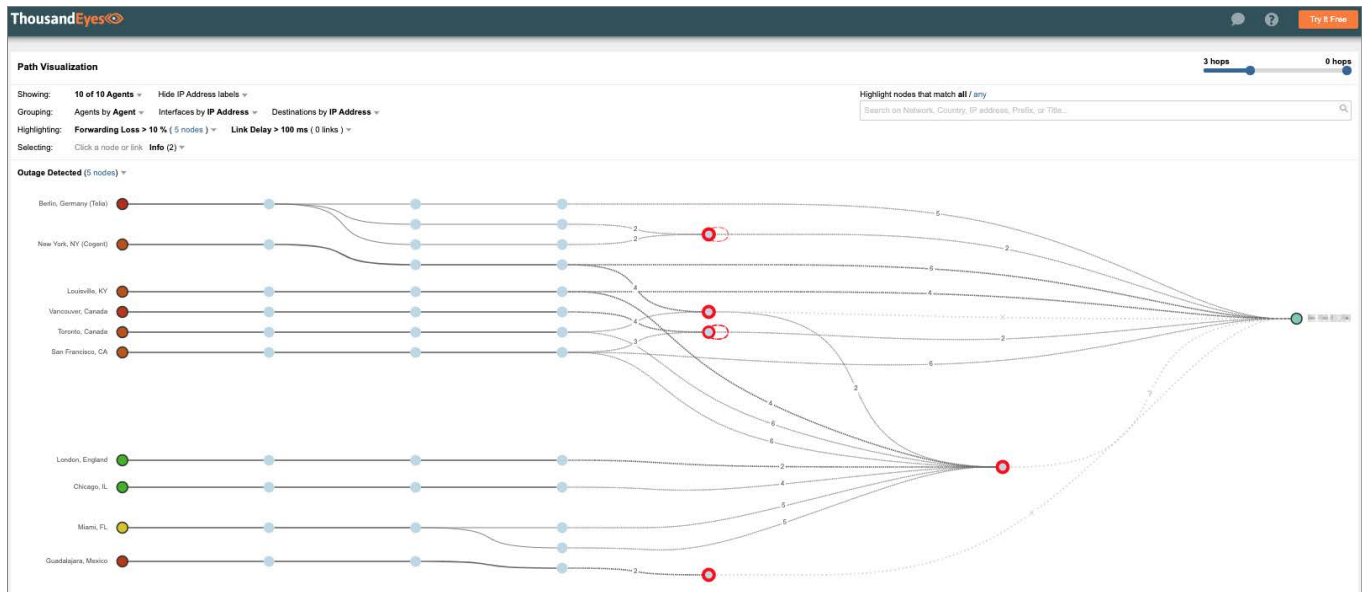 ThousandEyes
Try It Free
Path Visualization
3 hops
0 hops
Showing: 10 of 10 Agents Hide IP Address labels
Highlight nodes that match all / any
Grouping: Agents by Agent Interfaces by IP Address Destinations by IP Address
Search on Network, Country, IP address, Prefix, or Title...
Highlighting: Forwarding Loss > 10 % ( 5 nodes ) Link Delay > 100 ms ( 0 links )
Selecting: Click a node or link Info (2)
Outage Detected (5 nodes)
Berlin, Germany (Telia)
5
2
2
New York, NY (Cogent)
2
6
Louisville, KY
4
4
Vancouver, Canada
4
Toronto, Canada
2
3
San Francisco, CA
6
2
7
4
6
6
London, England
2
Chicago, IL
4
5
Miami, FL
5
Guadalajara, Mexico
2